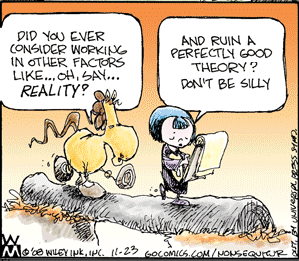 DID YOU EVER
CONSIDER WORKING
IN OTHER FACTORS
LIKE...OH, SAY...
REALITY?
AND RUIN A
PERFECTLY GOOD
THEORY?
DON'T BE SILLY
©'08 WILEY INK, INC. 11-23
GOCOMICS.COM/NONSEQUITUR